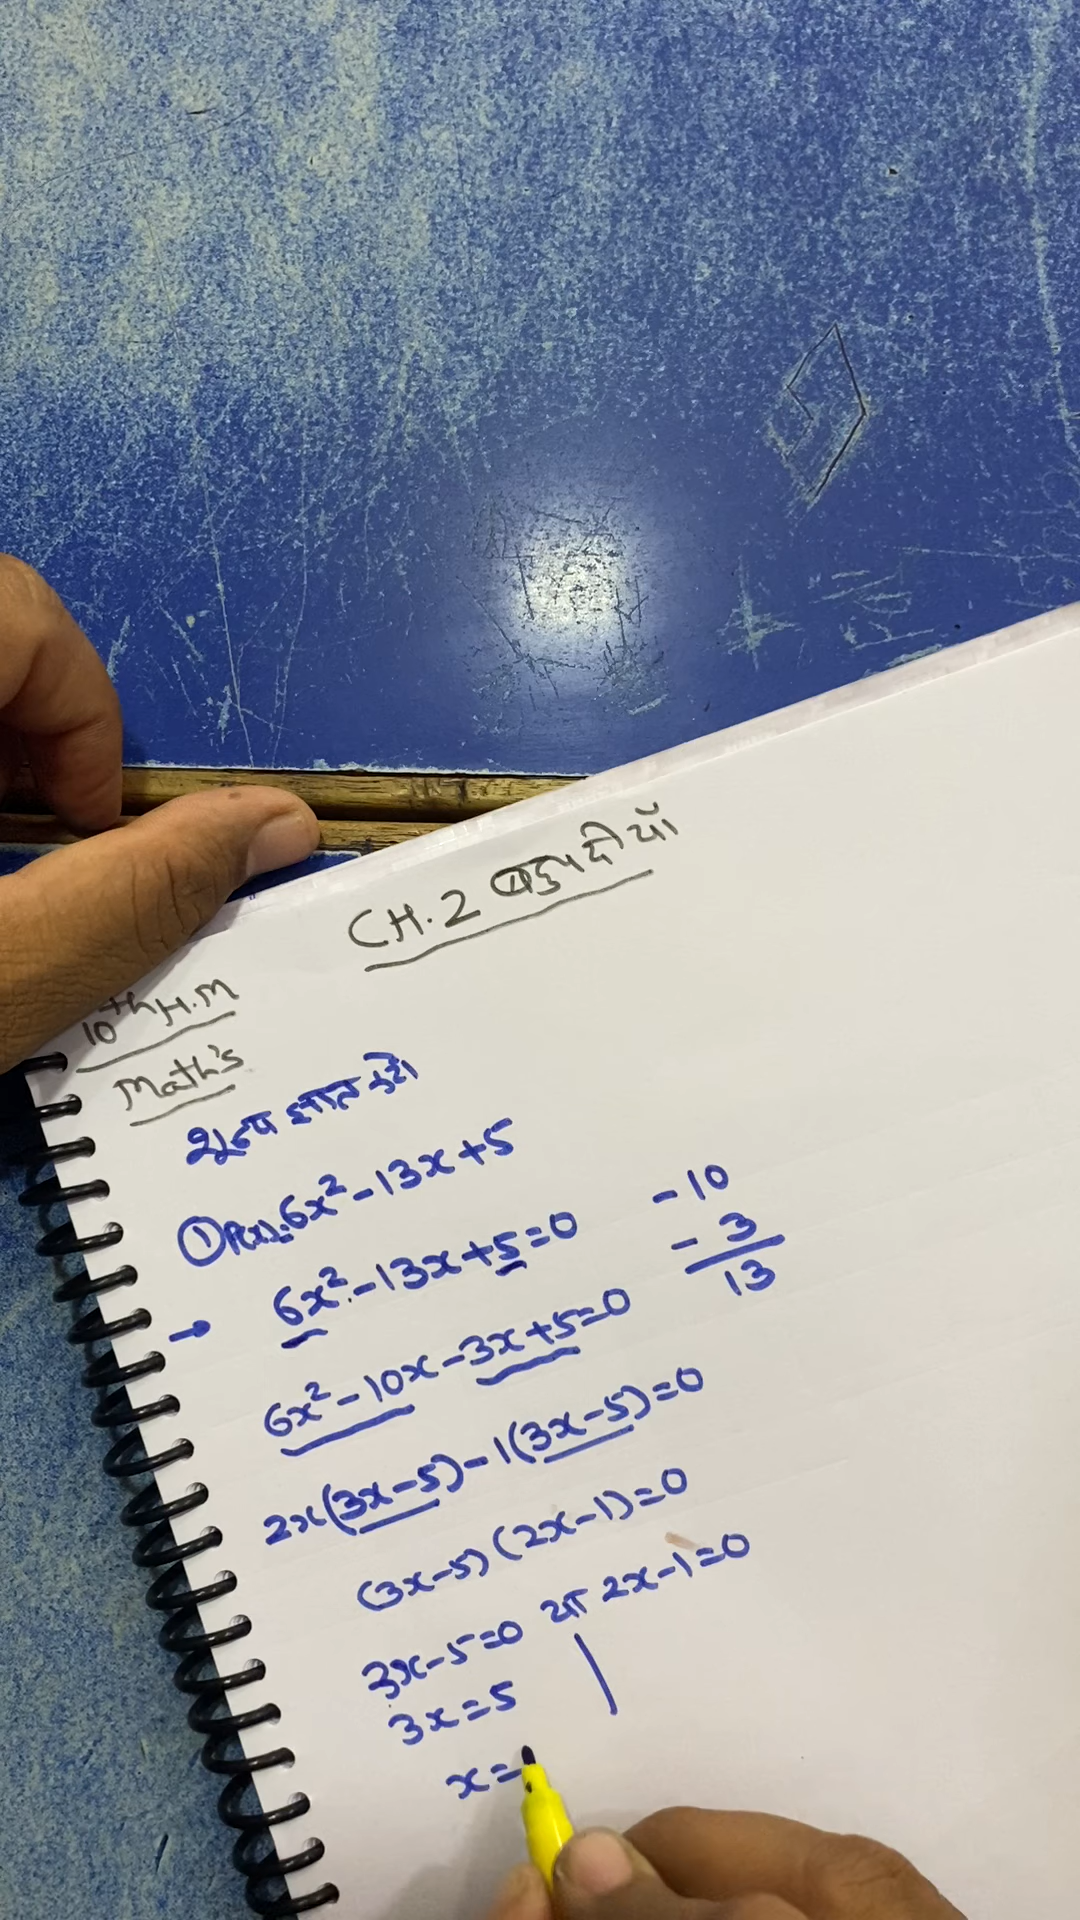 CH.2 बहुपदीयाँ
10th H.M
Math's
शून्य ज्ञात करो
① P(x)=6x²-13x+5
→ 6x²-13x+5=0
6x²-10x-3x+5=0
2x(3x-5)-1(3x-5)=0
(3x-5)(2x-1)=0
3x-5=0 या 2x-1=0
3x=5
x=
-10
-3
13